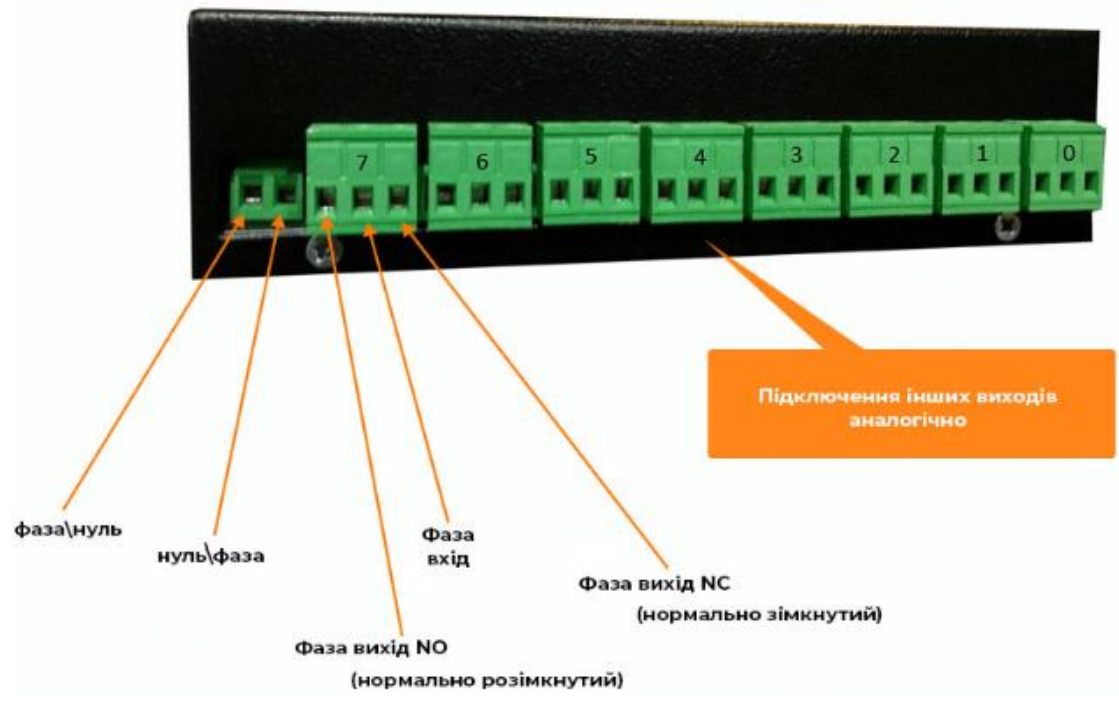 7 6 5 4 3 2 1 0
Підключення інших виходів
аналогічно
фаза\нуль
нуль\фаза
Фаза
вхід
Фаза вихід NC
(нормально зімкнутий)
Фаза вихід NO
(нормально розімкнутий)